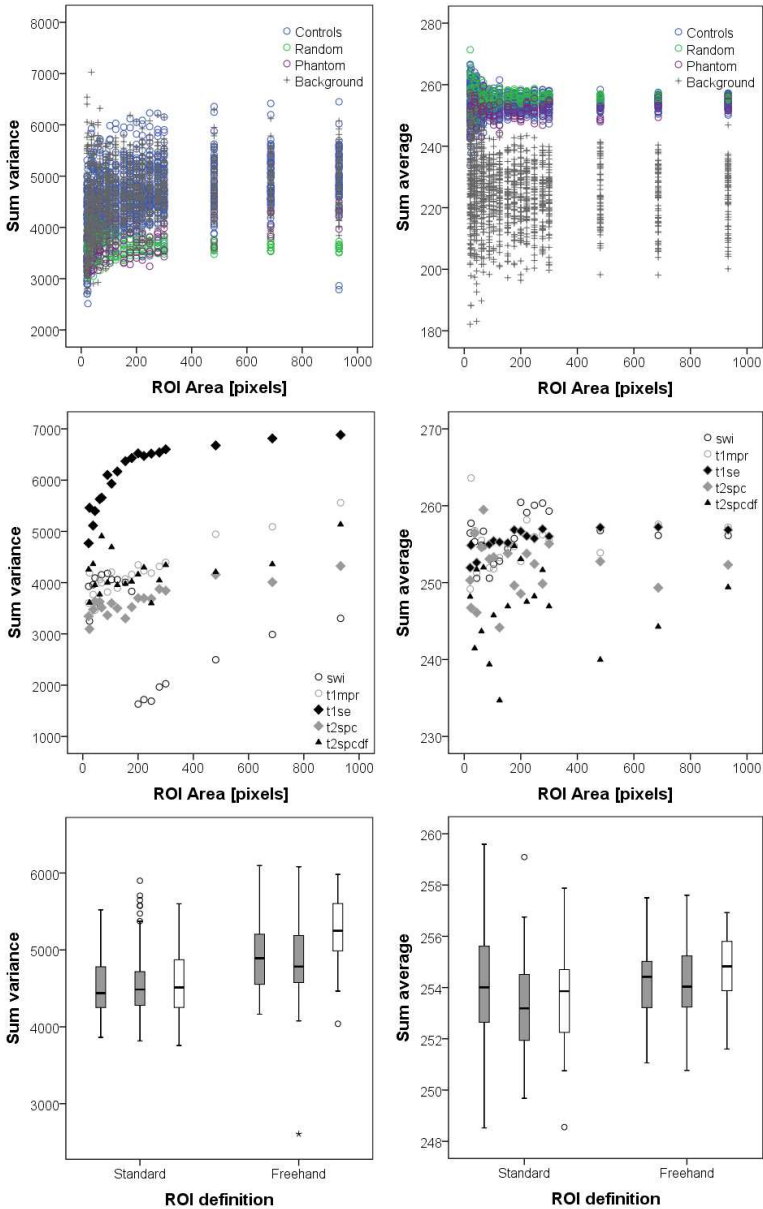 8000
7000
6000
5000
4000
3000
2000
Sum variance
Controls
Random
Phantom
Background
0
200
400
600
800
1000
ROI Area [pixels]
280
260
240
220
200
180
Sum average
Controls
Random
Phantom
Background
0
200
400
600
800
1000
ROI Area [pixels]
7000
6000
5000
4000
3000
2000
1000
Sum variance
swi
t1mpr
t1se
t2spc
t2spcdf
0
200
400
600
800
1000
ROI Area [pixels]
270
260
250
240
230
Sum average
swi
t1mpr
t1se
t2spc
t2spcdf
0
200
400
600
800
1000
ROI Area [pixels]
6000
5000
4000
3000
Sum variance
Standard
Freehand
ROI definition
260
258
256
254
252
250
248
Sum average
Standard
Freehand
ROI definition